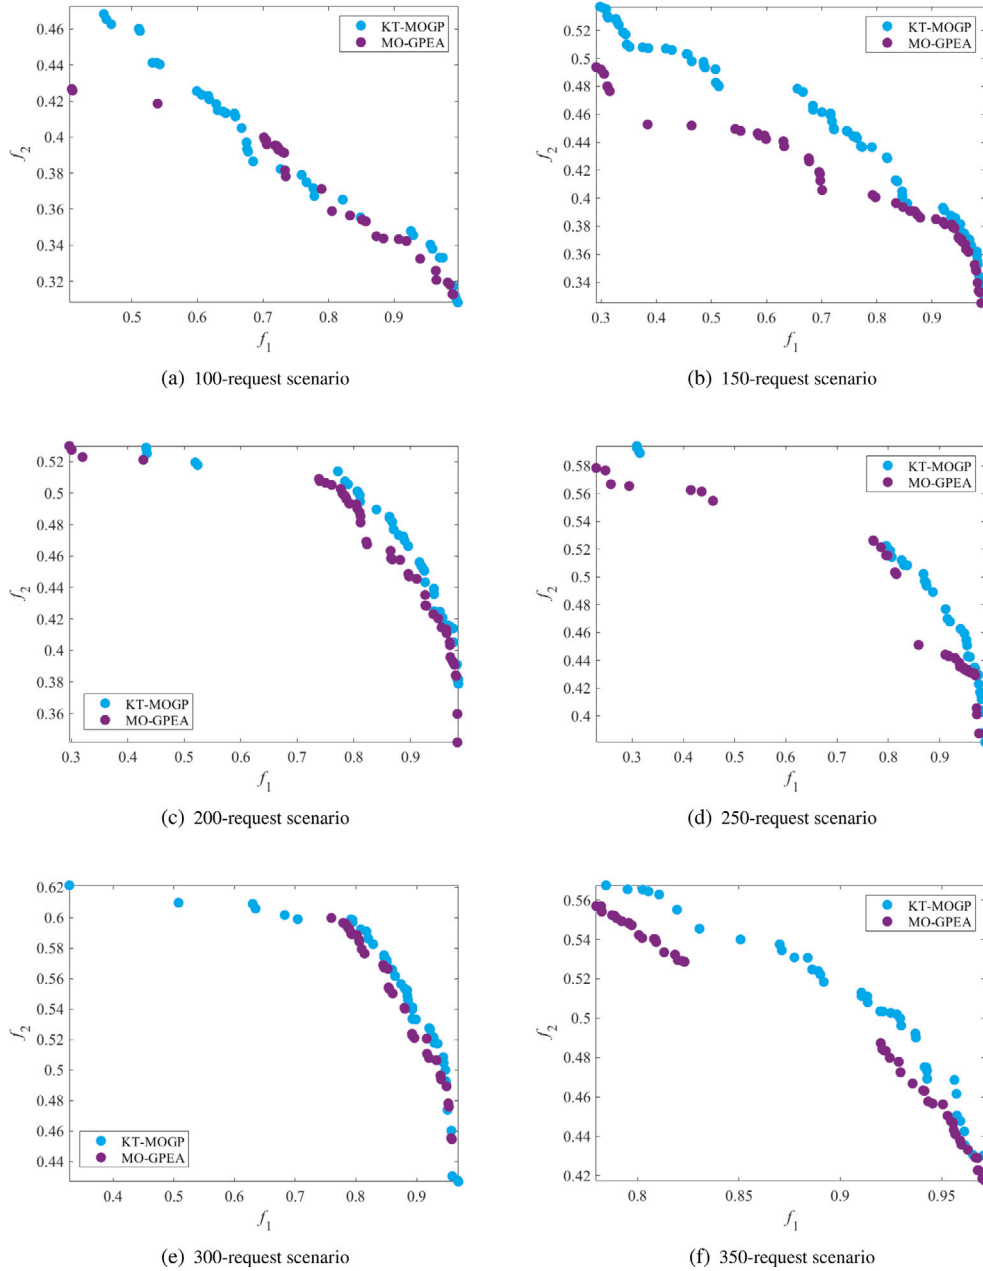 0.46
0.44
0.42
0.4
0.38
0.36
0.34
0.32
f2
KT-MOGP
MO-GPEA
0.5 0.6 0.7 0.8 0.9
f1
(a) 100-request scenario
0.52
0.5
0.48
0.46
0.44
0.42
0.4
0.38
0.36
0.34
f2
KT-MOGP
MO-GPEA
0.3 0.4 0.5 0.6 0.7 0.8 0.9
f1
(b) 150-request scenario
0.52
0.5
0.48
0.46
0.44
0.42
0.4
0.38
0.36
f2
KT-MOGP
MO-GPEA
0.3 0.4 0.5 0.6 0.7 0.8 0.9
f1
(c) 200-request scenario
0.58
0.56
0.54
0.52
0.5
0.48
0.46
0.44
0.42
0.4
f2
KT-MOGP
MO-GPEA
0.3 0.4 0.5 0.6 0.7 0.8 0.9
f1
(d) 250-request scenario
0.62
0.6
0.58
0.56
0.54
0.52
0.5
0.48
0.46
0.44
f2
KT-MOGP
MO-GPEA
0.4 0.5 0.6 0.7 0.8 0.9
f1
(e) 300-request scenario
0.56
0.54
0.52
0.5
0.48
0.46
0.44
0.42
f2
KT-MOGP
MO-GPEA
0.8 0.85 0.9 0.95
f1
(f) 350-request scenario